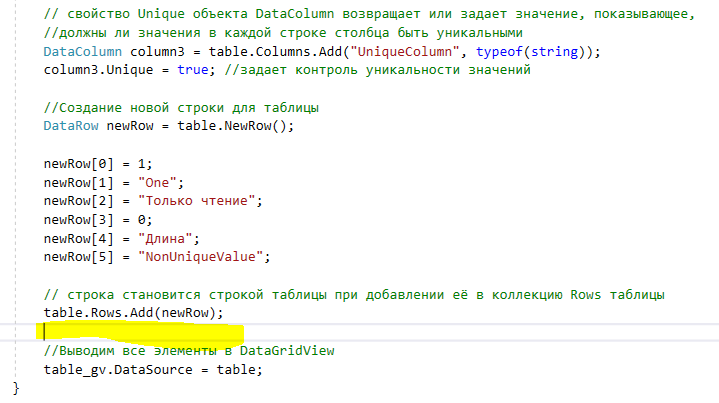 // свойство Unique объекта DataColumn возвращает или задает значение, показывающее,
//должны ли значения в каждой строке столбца быть уникальными
DataColumn column3 = table.Columns.Add("UniqueColumn", typeof(string));
column3.Unique = true; //задает контроль уникальности значений
//Создание новой строки для таблицы
DataRow newRow = table.NewRow();
newRow[0] = 1;
newRow[1] = "One";
newRow[2] = "Только чтение";
newRow[3] = 0;
newRow[4] = "Длина";
newRow[5] = "NonUniqueValue";
// строка становится строкой таблицы при добавлении её в коллекцию Rows таблицы
table.Rows.Add(newRow);
//Выводим все элементы в DataGridView
table_gv.DataSource = table;
}